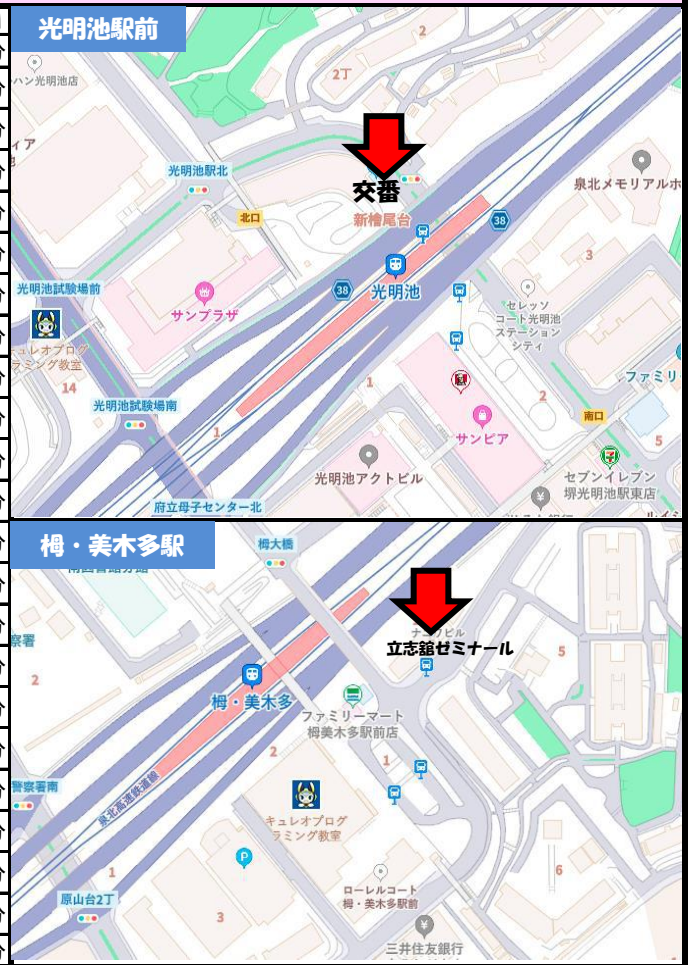 光明池駅前
ハン光明池店
2
2丁
ィア
光明池駅北
交番
泉北メモリアルホ
北口
新檜尾台
38
3
光明池試験場前
38
光明池
サンプラザ
セレッソ
コート光明池
ステーション
シティ
キュレオプログ
ラミング教室
14
1
2
ファミリ
光明池試験場南
南口
1
サンピア
5
光明池アクトビル
セブンイレブン
堺光明池駅東店
府立母子センター北
栂・美木多駅
栂大橋
察署
立志舘ゼミナール
5
2
栂・美木多
ファミリーマート
栂美木多駅前店
2
1
警察署南
泉北高速鉄道線
キュレオプログ
ラミング教室
P
1
6
原山台2丁
ローレルコート
栂・美木多駅前
3
三井住友銀行